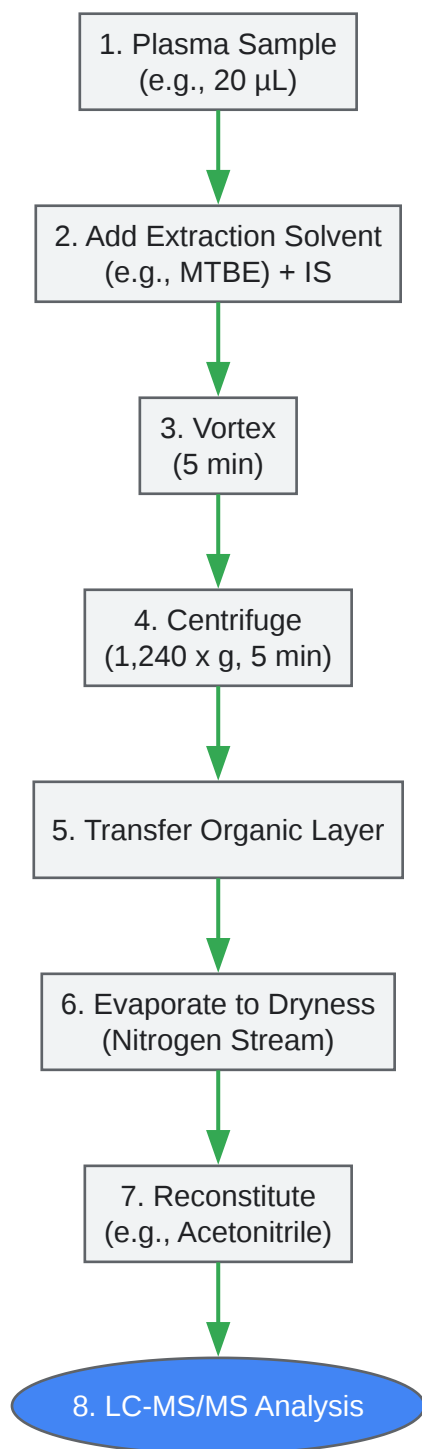 1. Plasma Sample
(e.g., 20 µL)
2. Add Extraction Solvent
(e.g., MTBE) + IS
3. Vortex
(5 min)
4. Centrifuge
(1,240 x g, 5 min)
5. Transfer Organic Layer
6. Evaporate to Dryness
(Nitrogen Stream)
7. Reconstitute
(e.g., Acetonitrile)
8. LC-MS/MS Analysis